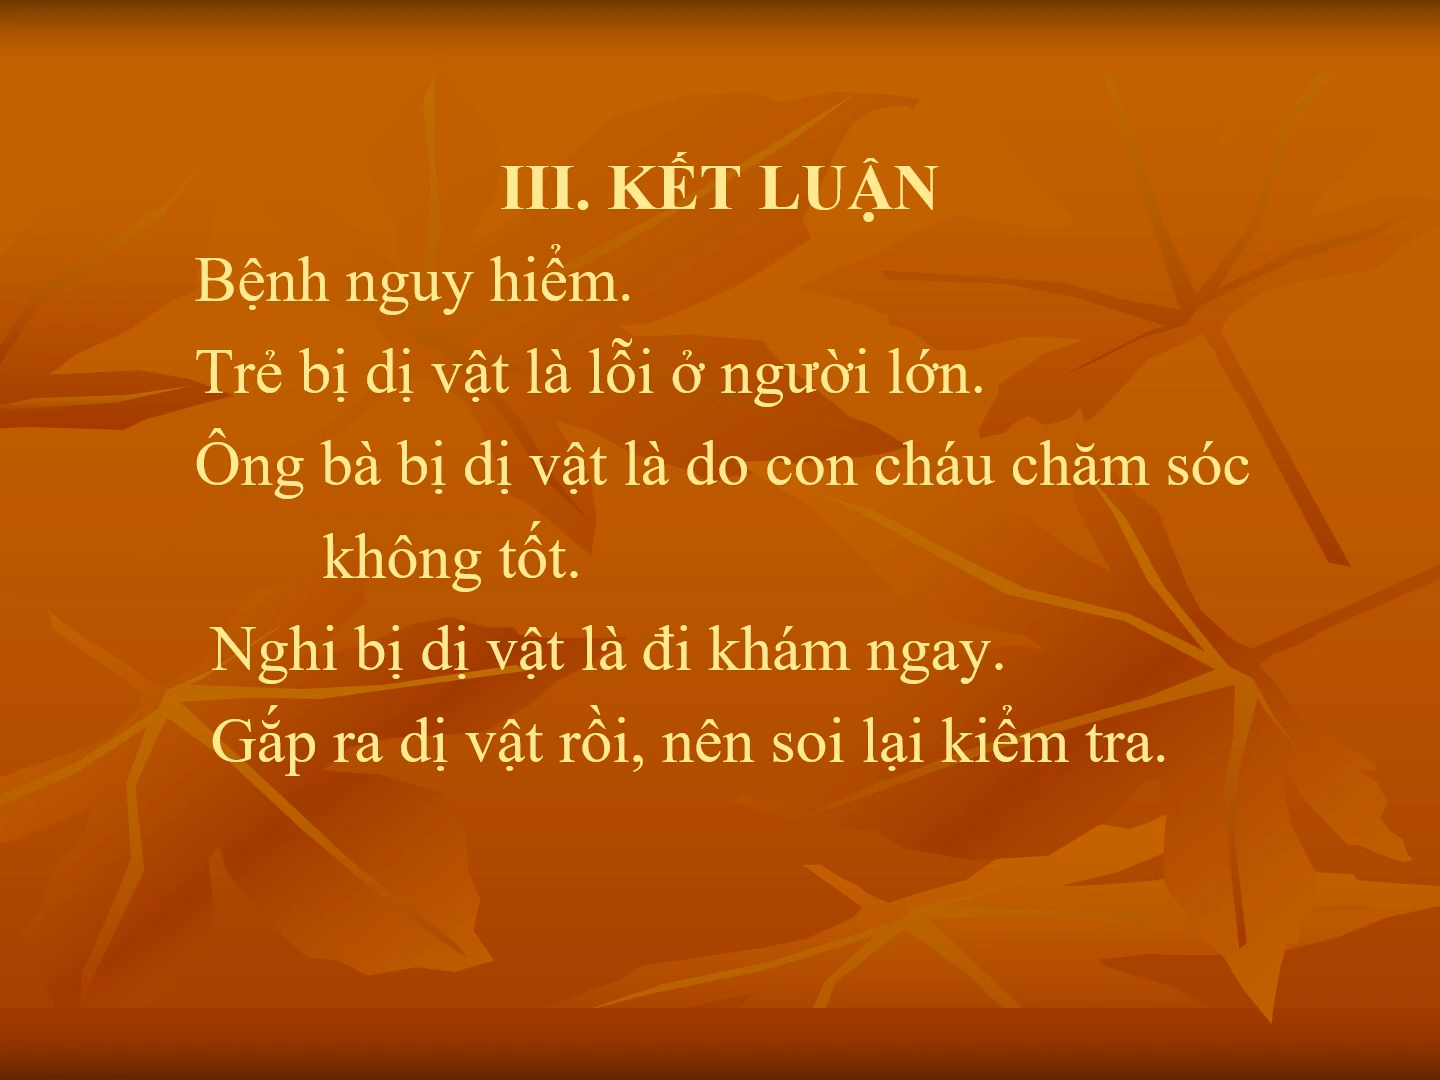 III. KẾT LUẬN
Bệnh nguy hiểm.
Trẻ bị dị vật là lỗi ở người lớn.
Ông bà bị dị vật là do con cháu chăm sóc
không tốt.
Nghi bị dị vật là đi khám ngay.
Gắp ra dị vật rồi, nên soi lại kiểm tra.